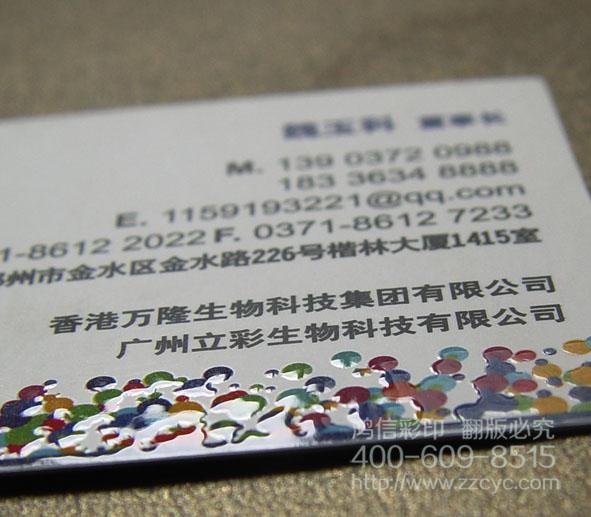 魏玉科 董事长
M. 139 0372 0988
183 3634 8888
E. 1159193221@qq.com
1-8612 2022 F. 0371-8612 7233
州市金水区金水路226号楷林大厦1415室
香港万隆生物科技集团有限公司
广州立彩生物科技有限公司
鸿信彩印 翻版必究
400-609-8515
http://www.zzcyc.com